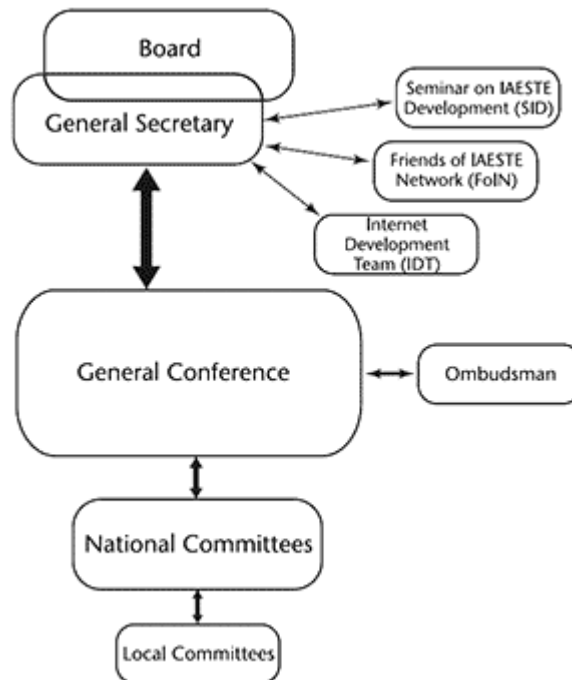 Board
General Secretary
Seminar on IAESTE
Development (SID)
Friends of IAESTE
Network (FoIN)
Internet
Development
Team (IDT)
General Conference
Ombudsman
National Committees
Local Committees